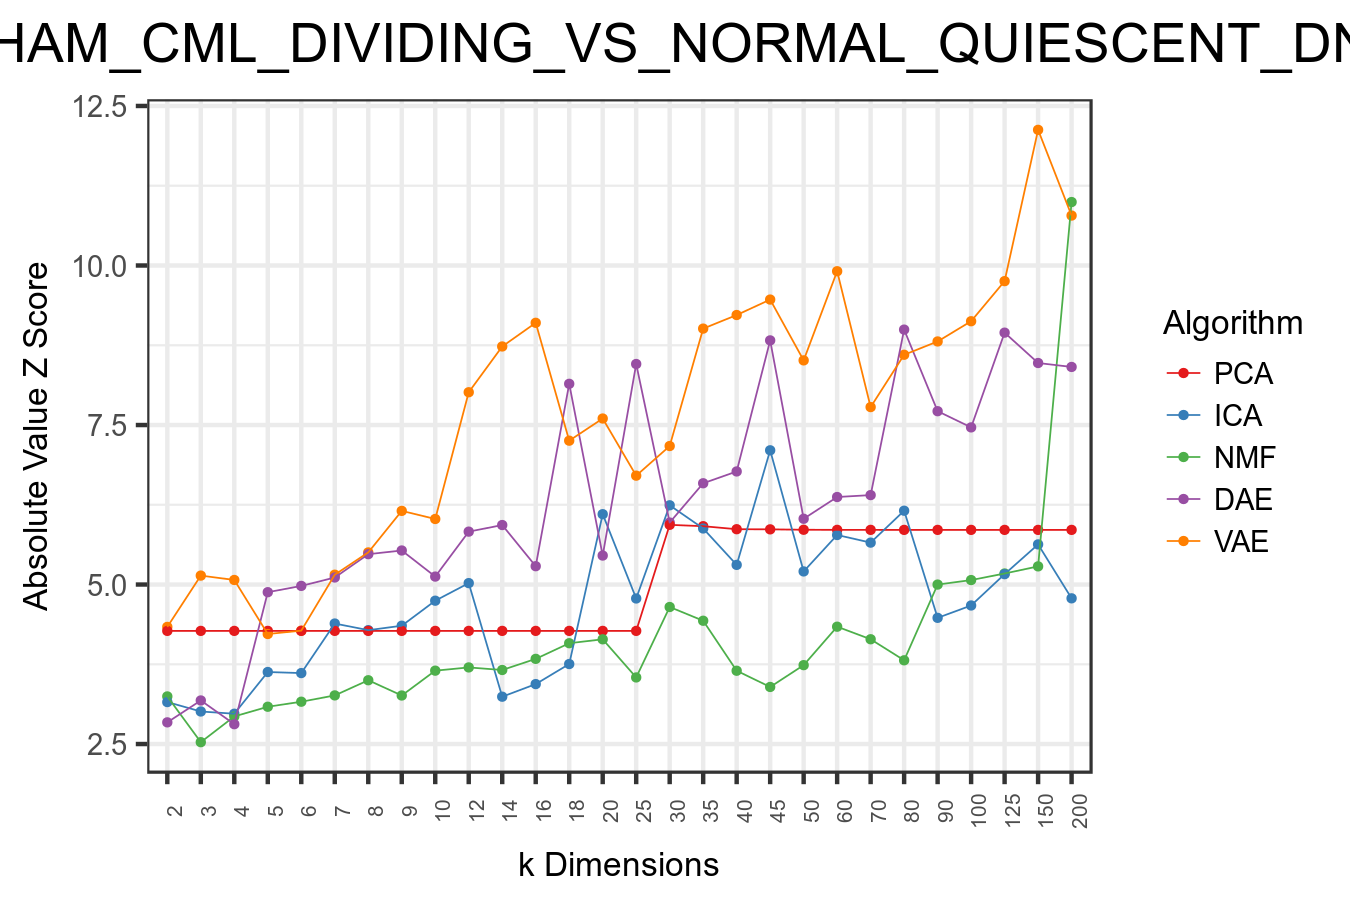 HAM_CML_DIVIDING_VS_NORMAL_QUIESCENT_DN
12.5
10.0
7.5
5.0
2.5
Absolute Value Z Score
2 3 4 5 6 7 8 9 10 12 14 16 18 20 25 30 35 40 45 50 60 70 80 90 100 125 150 200
k Dimensions
Algorithm
PCA
ICA
NMF
DAE
VAE